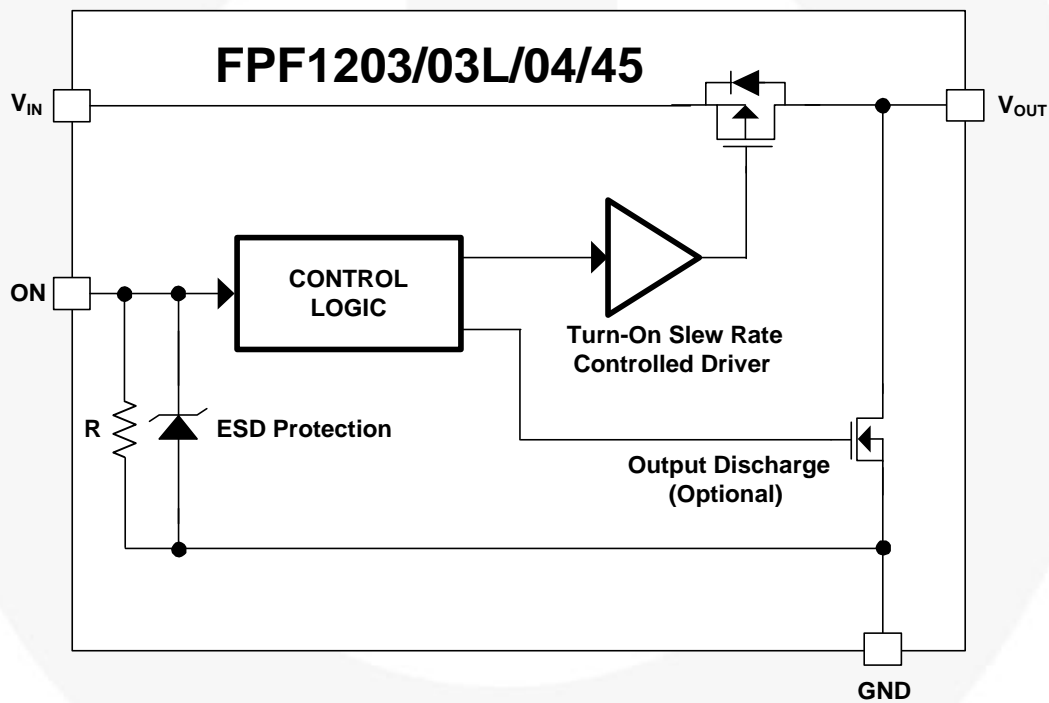 FPF1203/03L/04/45
VIN
VOUT
ON
CONTROL
LOGIC
Turn-On Slew Rate
Controlled Driver
R
ESD Protection
Output Discharge
(Optional)
GND